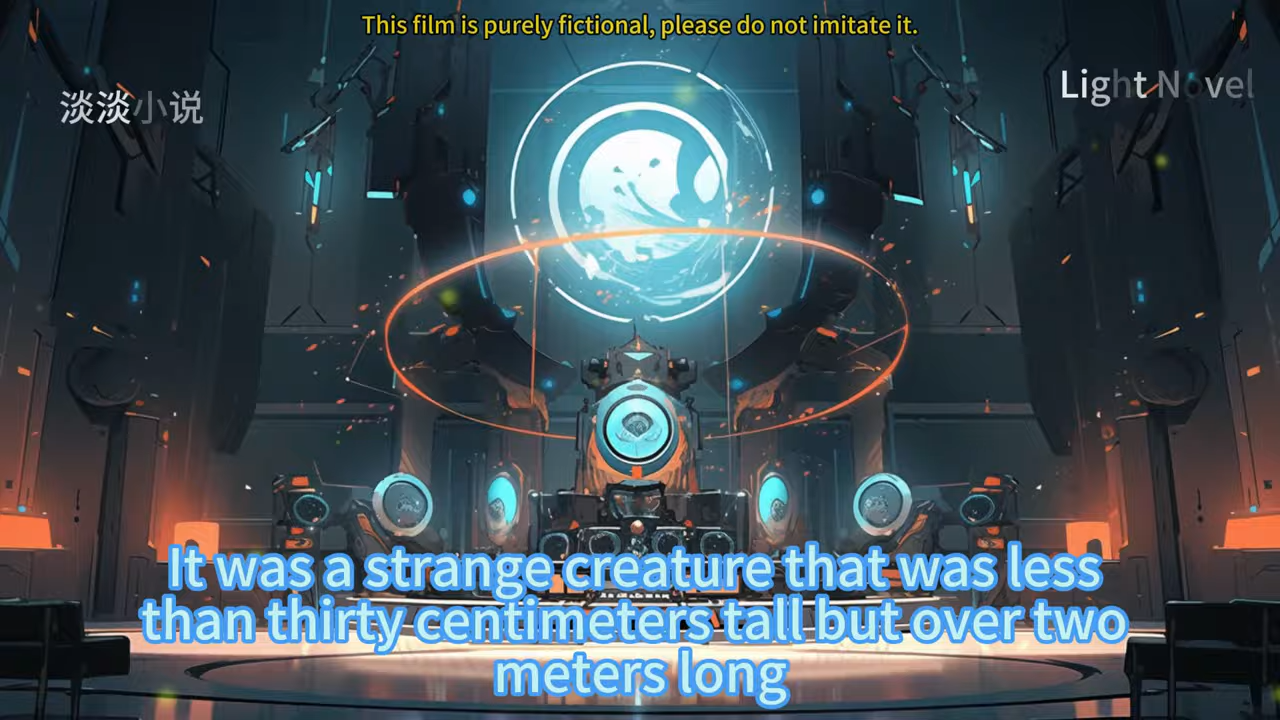 This film is purely fictional, please do not imitate it.
淡淡小说
Light Novel
It was a strange creature that was less
than thirty centimeters tall but over two
meters long